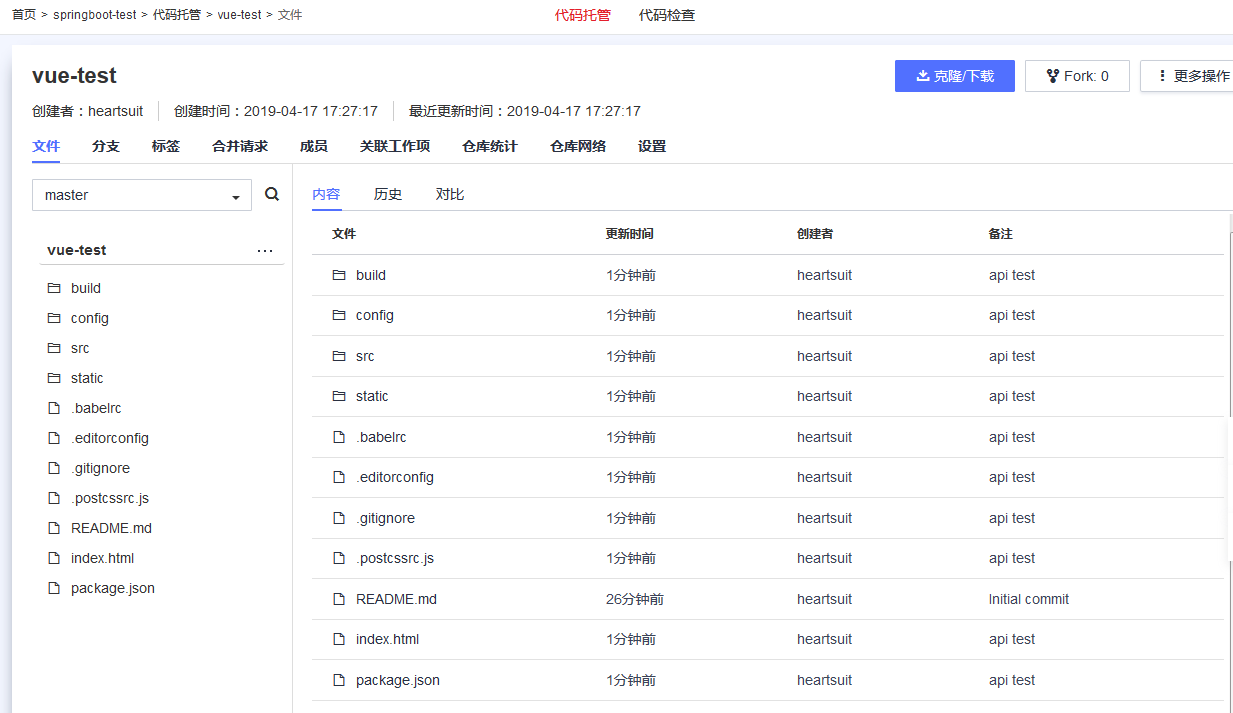 首页 > springboot-test > 代码托管 > vue-test > 文件
代码托管 代码检查
vue-test
克隆/下载 Fork: 0 更多操作
创建者：heartsuit 创建时间：2019-04-17 17:27:17 最近更新时间：2019-04-17 17:27:17
文件 分支 标签 合并请求 成员 关联工作项 仓库统计 仓库网络 设置
master
vue-test ...
build
config
src
static
.babelrc
.editorconfig
.gitignore
.postcssrc.js
README.md
index.html
package.json
内容 历史 对比
文件 更新时间 创建者 备注
build 1分钟前 heartsuit api test
config 1分钟前 heartsuit api test
src 1分钟前 heartsuit api test
static 1分钟前 heartsuit api test
.babelrc 1分钟前 heartsuit api test
.editorconfig 1分钟前 heartsuit api test
.gitignore 1分钟前 heartsuit api test
.postcssrc.js 1分钟前 heartsuit api test
README.md 26分钟前 heartsuit Initial commit
index.html 1分钟前 heartsuit api test
package.json 1分钟前 heartsuit api test